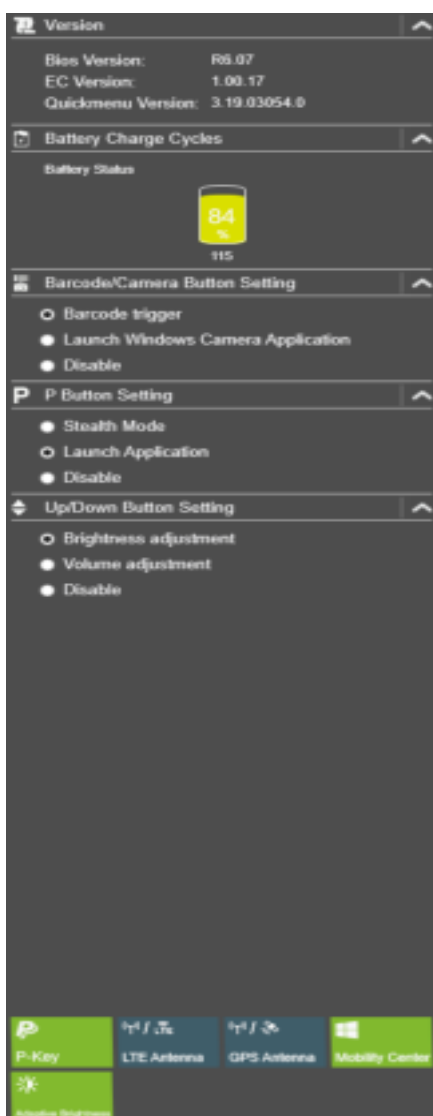 Version
Bios Version: R6.07
EC Version: 1.00.17
Quickmenu Version: 3.19.03054.0
Battery Charge Cycles
Battery Status
84
%
115
Barcode/Camera Button Setting
Barcode trigger
Launch Windows Camera Application
Disable
P P Button Setting
Stealth Mode
Launch Application
Disable
Up/Down Button Setting
Brightness adjustment
Volume adjustment
Disable
P-Key LTE Antenna GPS Antenna Mobility Center
Adaptive Brightness